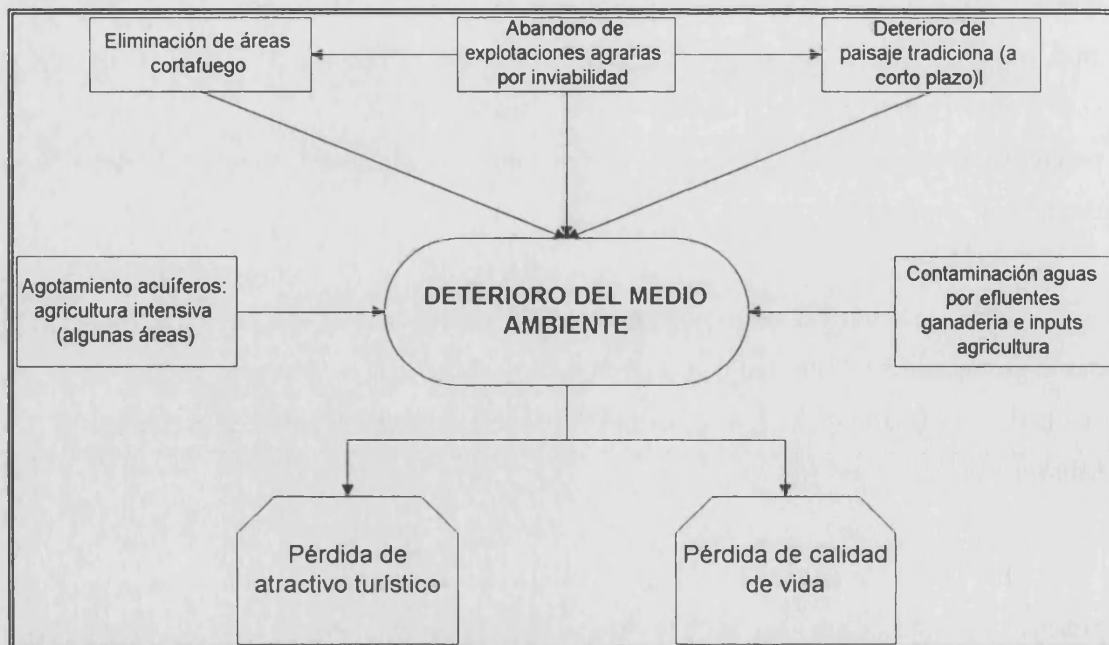 Eliminación de áreas
cortafuego
Abandono de
explotaciones agrarias
por inviabilidad
Deterioro del
paisaje tradiciona (a
corto plazo)l
Agotamiento acuíferos:
agricultura intensiva
(algunas áreas)
DETERIORO DEL MEDIO
AMBIENTE
Contaminación aguas
por efluentes
ganaderia e inputs
agricultura
Pérdida de
atractivo turístico
Pérdida de calidad
de vida